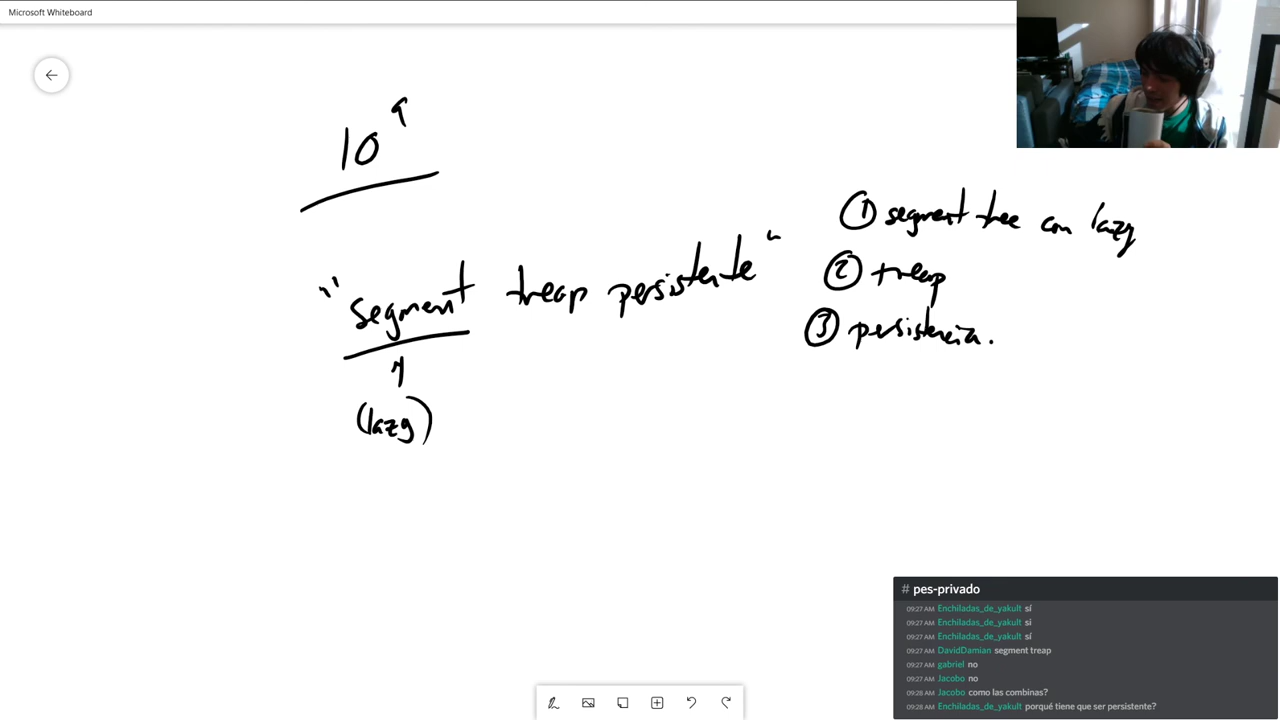 Microsoft Whiteboard
10^9
"segment treap persistente"
(lazy)
① segment tree con lazy
② treap
③ persistencia.
# pes-privado
09:27 AM Enchiladas_de_yakult sí
09:27 AM Enchiladas_de_yakult si
09:27 AM Enchiladas_de_yakult sí
09:27 AM DavidDamian segment treap
09:27 AM gabriel no
09:27 AM Jacobo no
09:28 AM Jacobo como las combinas?
09:28 AM Enchiladas_de_yakult porqué tiene que ser persistente?